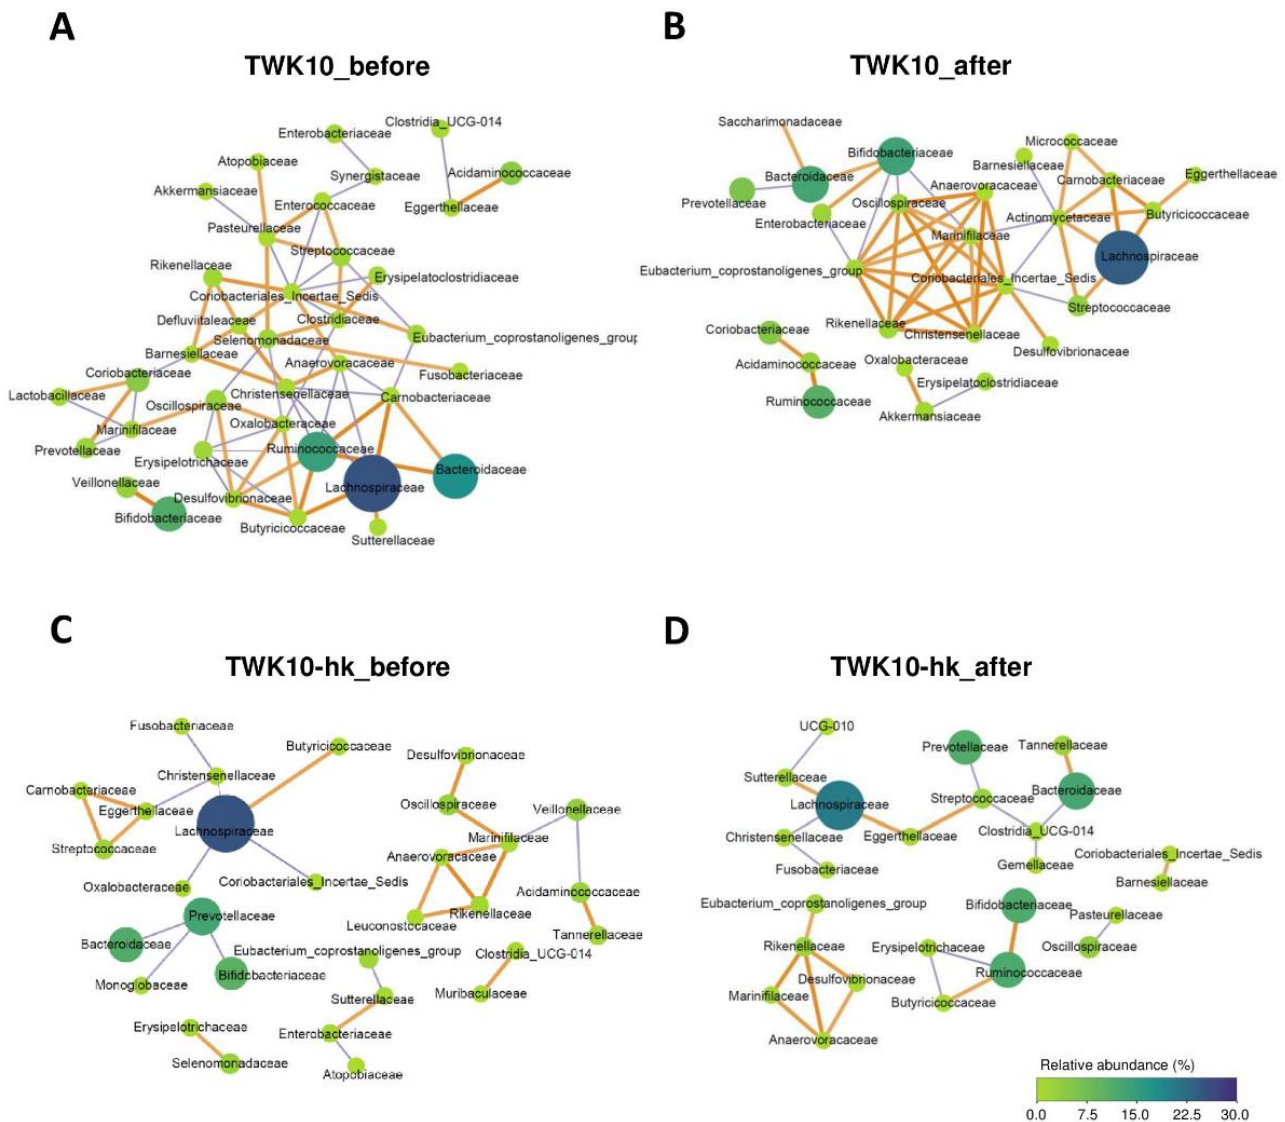 A
TWK10_before
Clostridia_UCG-014
Enterobacteriaceae
Atopobiaceae
Acidaminococcaceae
Synergistaceae
Akkermansiaceae
Enterococcaceae
Eggerthellaceae
Pasteurellaceae
Streptococcaceae
Rikenellaceae
Erysipelatoclostridiaceae
Coriobacteriales_Incertae_Sedis
Defluviitaleaceae
Clostridiaceae
Selenomonadaceae
Eubacterium_coprostanoligenes_group
Barnesiellaceae
Anaerovoracaceae
Coriobacteriaceae
Fusobacteriaceae
Lactobacillaceae
Christensenellaceae
Carnobacteriaceae
Oscillospiraceae
Marinifilaceae
Oxalobacteraceae
Prevotellaceae
Ruminococcaceae
Erysipelotrichaceae
Bacteroidaceae
Veillonellaceae
Lachnospiraceae
Desulfovibrionaceae
Bifidobacteriaceae
Butyricicoccaceae
Sutterellaceae
B
TWK10_after
Saccharimonadaceae
Micrococcaceae
Bifidobacteriaceae
Barnesiellaceae
Bacteroidaceae
Carnobacteriaceae
Eggerthellaceae
Anaerovoracaceae
Prevotellaceae
Oscillospiraceae
Enterobacteriaceae
Actinomycetaceae
Butyricicoccaceae
Marinifilaceae
Lachnospiraceae
Eubacterium_coprostanoligenes_group
Coriobacteriales_Incertae_Sedis
Streptococcaceae
Rikenellaceae
Coriobacteriaceae
Christensenellaceae
Desulfovibrionaceae
Acidaminococcaceae
Oxalobacteraceae
Erysipelatoclostridiaceae
Ruminococcaceae
Akkermansiaceae
C
TWK10-hk_before
Fusobacteriaceae
Butyricicoccaceae
Desulfovibrionaceae
Christensenellaceae
Carnobacteriaceae
Eggerthellaceae
Oscillospiraceae
Veillonellaceae
Lachnospiraceae
Marinifilaceae
Streptococcaceae
Anaerovoracaceae
Oxalobacteraceae
Coriobacteriales_Incertae_Sedis
Acidaminococcaceae
Prevotellaceae
Rikenellaceae
Leuconostccaceae
Tannerellaceae
Bacteroidaceae
Eubacterium_coprostanoligenes_group
Clostridia_UCG-014
Bifidcbacteriaceae
Monoglobaceae
Muribaculaceae
Sutterellaceae
Erysipelotrichaceae
Enterobacteriaceae
Selenomonadaceae
Atopobiaceae
D
TWK10-hk_after
UCG-010
Prevotellaceae
Tannerellaceae
Sutterellaceae
Bacteroidaceae
Lachnospiraceae
Streptococcaceae
Christensenellaceae
Eggerthellaceae
Clostridia_UCG-014
Coriobacteriales_Incertae_Sedis
Gemellaceae
Fusobacteriaceae
Barnesiellaceae
Eubacterium_coprostanoligenes_group
Bifidobacteriaceae
Pasteurellaceae
Rikenellaceae
Erysipelotrichaceae
Oscillospiraceae
Ruminococcaceae
Desulfovibrionaceae
Marinifilaceae
Butyricicoccaceae
Anaerovoracaceae
Relative abundance (%)
0.0 7.5 15.0 22.5 30.0